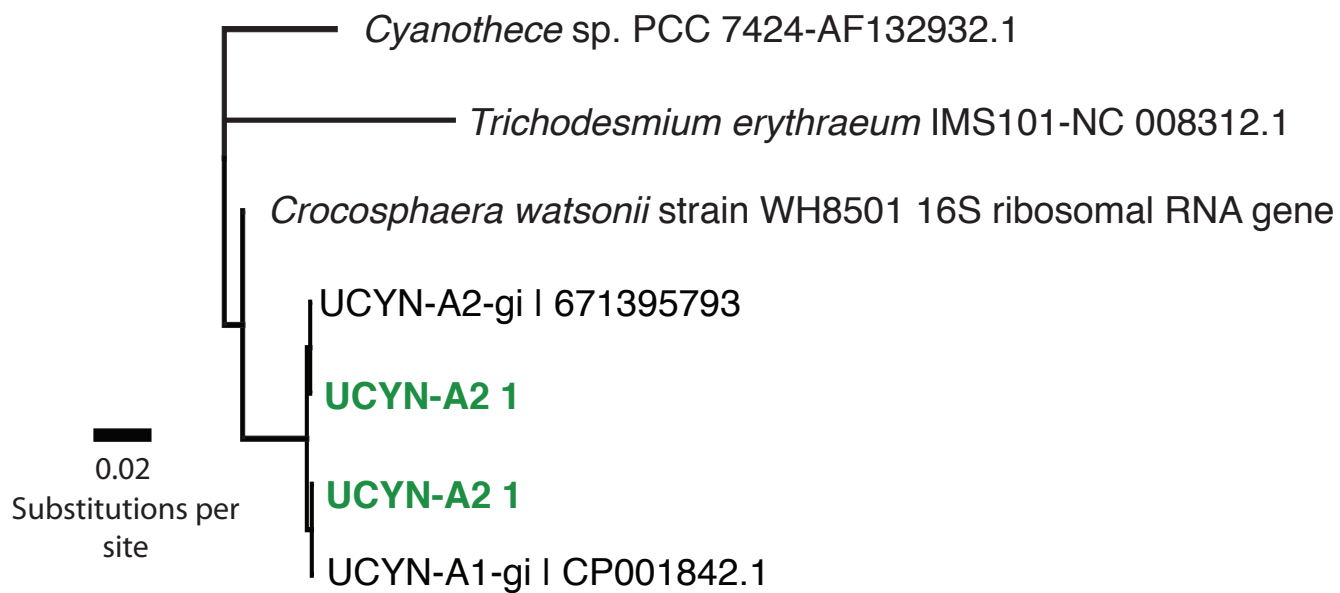 Cyanothece sp. PCC 7424-AF132932.1
Trichodesmium erythraeum IMS101-NC 008312.1
Crocosphaera watsonii strain WH8501 16S ribosomal RNA gene
UCYN-A2-gi | 671395793
UCYN-A2 1
0.02
Substitutions per
site
UCYN-A2 1
UCYN-A1-gi | CP001842.1